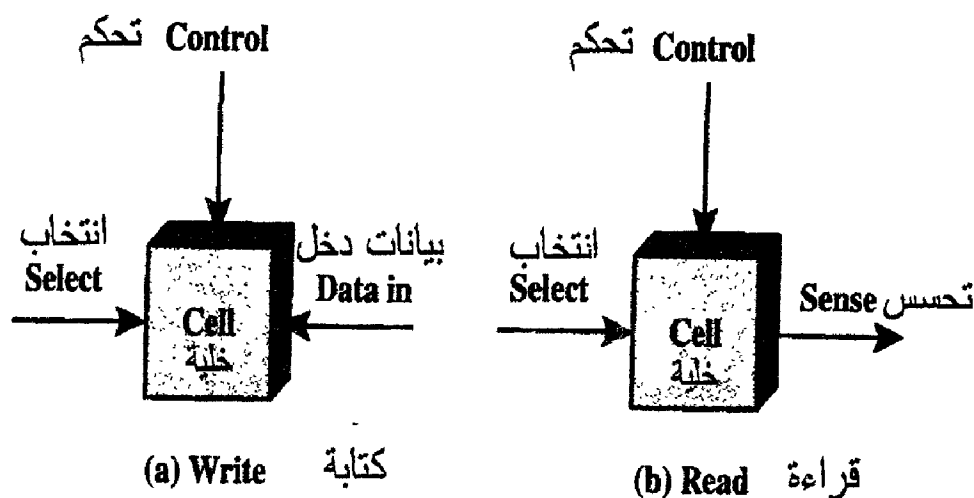 تحكم Control
انتخاب
Select
بيانات دخل
Data in
Cell
خلية
(a) Write كتابة
تحكم Control
انتخاب
Select
Sense تحسس
Cell
خلية
(b) Read قراءة